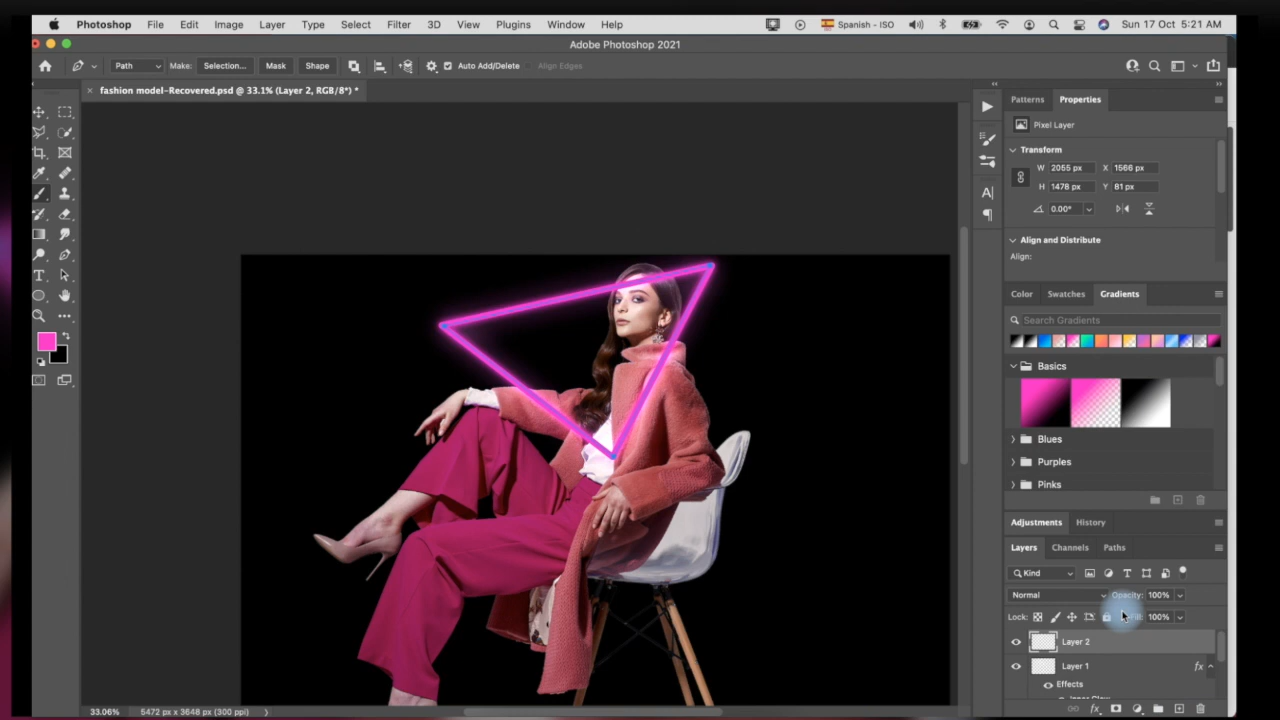 Photoshop File Edit Image Layer Type Select Filter 3D View Plugins Window Help Spanish - ISO Sun 17 Oct 5:21 AM
Adobe Photoshop 2021
Path Make: Selection... Mask Shape Auto Add/Delete Align Edges
× fashion model-Recovered.psd @ 33.1% (Layer 2, RGB/8*) *
Patterns Properties
Pixel Layer
Transform
W 2055 px X 1566 px
H 1478 px Y 81 px
0.00°
Align and Distribute
Align:
Color Swatches Gradients
Search Gradients
Basics
Blues
Purples
Pinks
Adjustments History
Layers Channels Paths
Kind
Normal Opacity: 100%
Lock: 100%
Layer 2
Layer 1 fx
Effects
33.06% 5472 px x 3648 px (300 ppi)